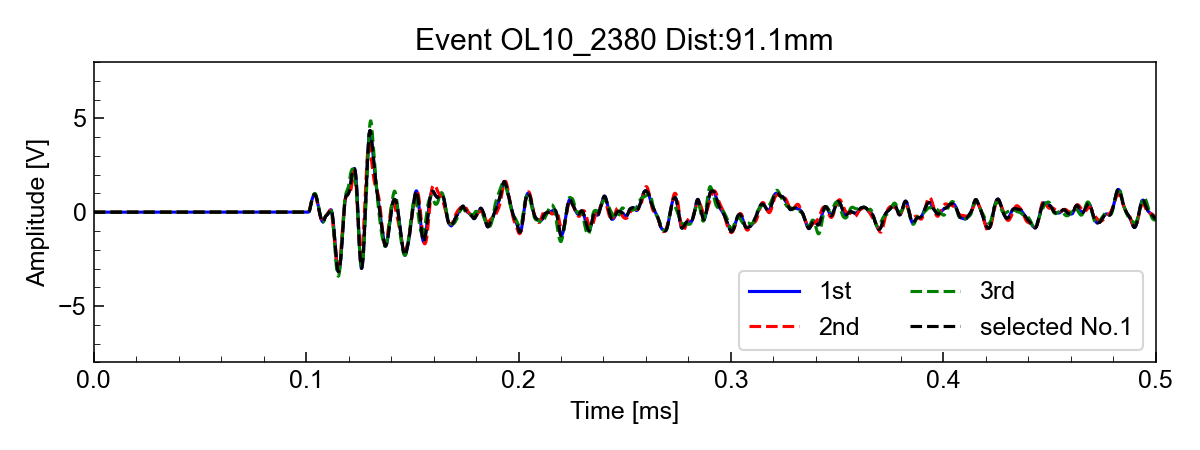 Event OL10_2380 Dist:91.1mm
Amplitude [V]
5
0
−5
1st
2nd
3rd
selected No.1
0.0 0.1 0.2 0.3 0.4 0.5
Time [ms]